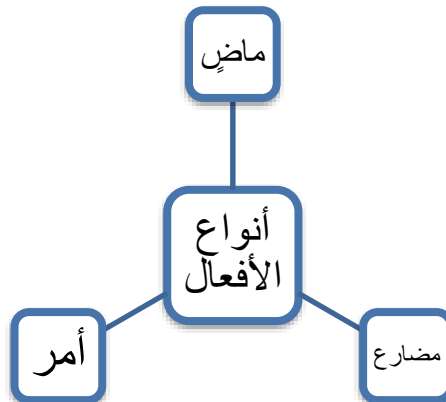 ماضٍ
أنواع
الأفعال
مضارع
أمر